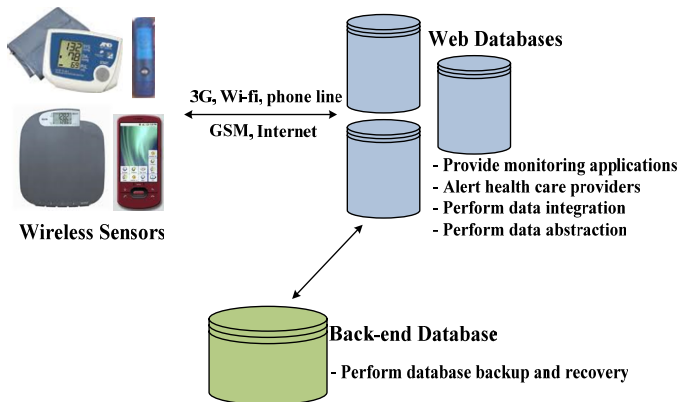 Web Databases
3G, Wi-fi, phone line
GSM, Internet
- Provide monitoring applications
- Alert health care providers
- Perform data integration
- Perform data abstraction
Wireless Sensors
Back-end Database
- Perform database backup and recovery